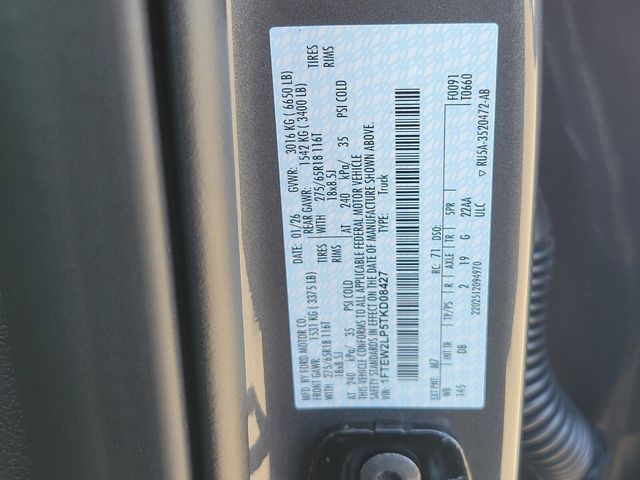 MFD. BY FORD MOTOR CO.
DATE: 01/26 GVWR: 3016 KG ( 6650 LB)
FRONT GAWR: 1531 KG ( 3375 LB) REAR GAWR: 1542 KG ( 3400 LB)
WITH 275/65R18 116T TIRES WITH 275/65R18 116T TIRES
18x8.5J RIMS 18x8.5J RIMS
AT 240 kPa/ 35 PSI COLD AT 240 kPa/ 35 PSI COLD
THIS VEHICLE CONFORMS TO ALL APPLICABLE FEDERAL MOTOR VEHICLE
SAFETY STANDARDS IN EFFECT ON THE DATE OF MANUFACTURE SHOWN ABOVE.
VIN: 1FTEW2LP5TKD08427 TYPE: Truck
F0091
T0660
EXT PNT: M7 RC: 71 DSO:
WB INT TR TP/PS R AXLE TR SPR
145 DB 2 19 G 22AA
ULC
2202512094970
▽ RU5A-3520472-AB